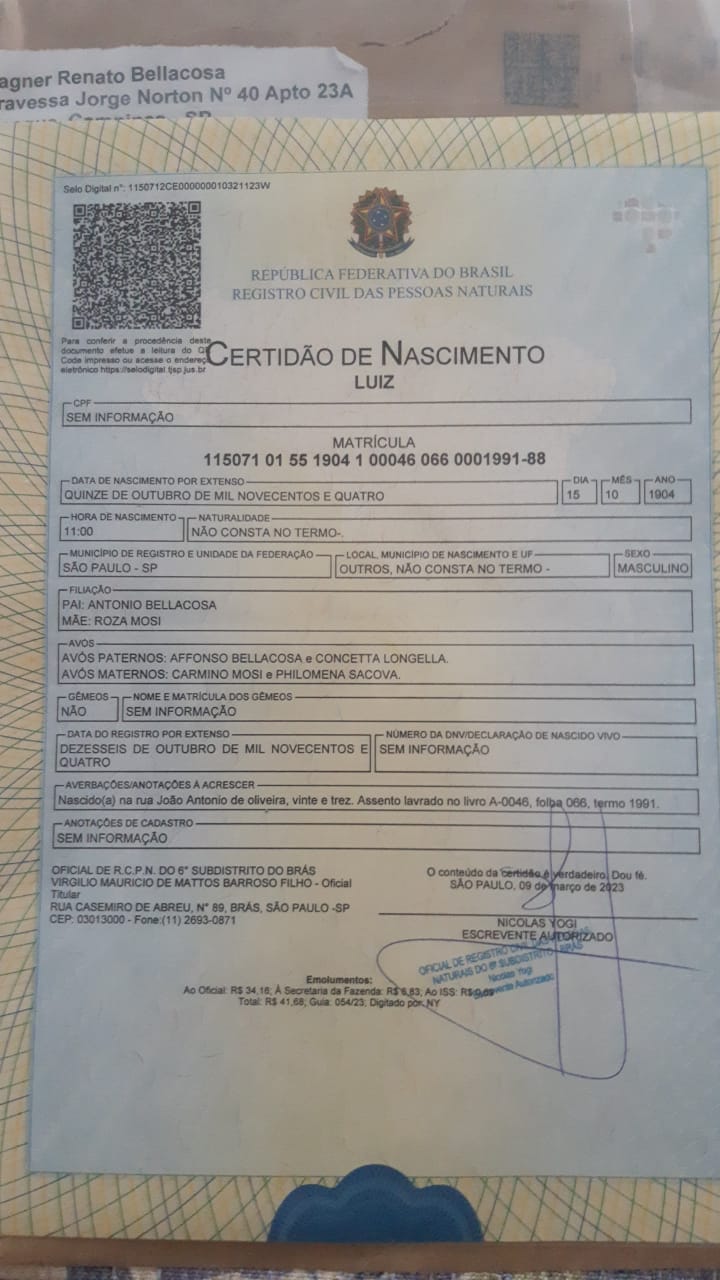 agner Renato Bellacosa
ravessa Jorge Norton Nº 40 Apto 23A
Campinas - SP
Selo Digital n°: 1150712CE000000010321123W
REPÚBLICA FEDERATIVA DO BRASIL
REGISTRO CIVIL DAS PESSOAS NATURAIS
Para conferir a procedência deste
documento efetue a leitura do Q
Code impresso ou acesse o endereç
eletrônico https://selodigital.tjsp.jus.br
CERTIDÃO DE NASCIMENTO
LUIZ
CPF
SEM INFORMAÇÃO
MATRÍCULA
115071 01 55 1904 1 00046 066 0001991-88
DATA DE NASCIMENTO POR EXTENSO DIA MÊS ANO
QUINZE DE OUTUBRO DE MIL NOVECENTOS E QUATRO 15 10 1904
HORA DE NASCIMENTO NATURALIDADE
11:00 NÃO CONSTA NO TERMO-.
MUNICÍPIO DE REGISTRO E UNIDADE DA FEDERAÇÃO LOCAL, MUNICÍPIO DE NASCIMENTO E UF SEXO
SÃO PAULO - SP OUTROS, NÃO CONSTA NO TERMO - MASCULINO
FILIAÇÃO
PAI: ANTONIO BELLACOSA
MÃE: ROZA MOSI
AVÓS
AVÓS PATERNOS: AFFONSO BELLACOSA e CONCETTA LONGELLA.
AVÓS MATERNOS: CARMINO MOSI e PHILOMENA SACOVA.
GÊMEOS NOME E MATRÍCULA DOS GÊMEOS
NÃO SEM INFORMAÇÃO
DATA DO REGISTRO POR EXTENSO NÚMERO DA DNV/DECLARAÇÃO DE NASCIDO VIVO
DEZESSEIS DE OUTUBRO DE MIL NOVECENTOS E SEM INFORMAÇÃO
QUATRO
AVERBAÇÕES/ANOTAÇÕES À ACRESCER
Nascido(a) na rua João Antonio de oliveira, vinte e trez. Assento lavrado no livro A-0046, folha 066, termo 1991.
ANOTAÇÕES DE CADASTRO
SEM INFORMAÇÃO
OFICIAL DE R.C.P.N. DO 6° SUBDISTRITO DO BRÁS
VIRGILIO MAURICIO DE MATTOS BARROSO FILHO - Oficial
Titular
RUA CASEMIRO DE ABREU, N° 89, BRÁS, SÃO PAULO -SP
CEP: 03013000 - Fone:(11) 2693-0871
O conteúdo da certidão é verdadeiro. Dou fé.
SÃO PAULO, 09 de março de 2023
NICOLAS YOGI
ESCREVENTE AUTORIZADO
OFICIAL DE REGISTRO CIVIL DAS PESSOAS
NATURAIS DO 6º SUBDISTRITO - BRÁS
Nicolas Yogi
Escrevente Autorizado
Emolumentos:
Ao Oficial: R$ 34,16; À Secretaria da Fazenda: R$ 6,83; Ao ISS: R$ 0,69
Total: R$ 41,68; Guia: 054/23; Digitado por: NY